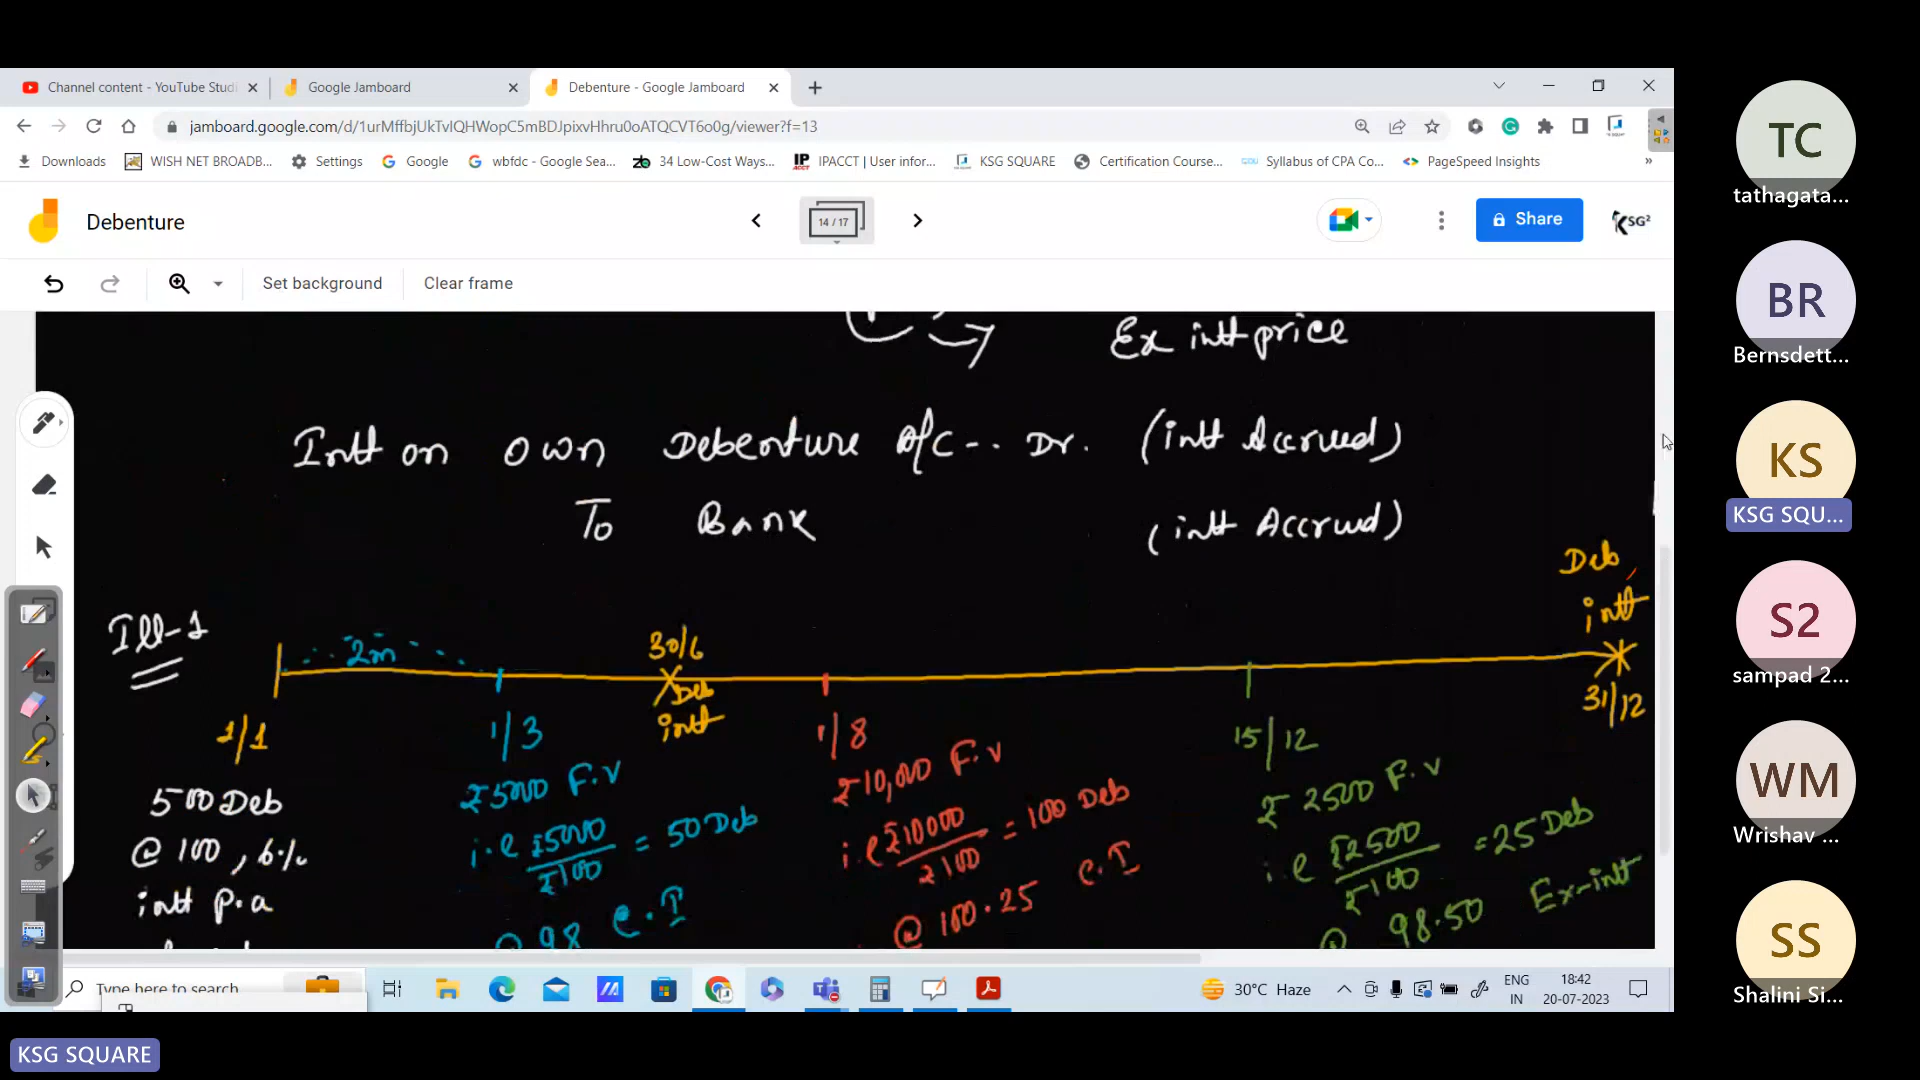 Channel content - YouTube Studi
Google Jamboard
Debenture - Google Jamboard
jamboard.google.com/d/1urMffbjUkTvIQHWopC5mBDJpixvHhru0oATQCVT6o0g/viewer?f=13
Downloads
WISH NET BROADB...
Settings
Google
wbfdc - Google Sea...
34 Low-Cost Ways...
IPACCT | User infor...
KSG SQUARE
Certification Course...
Syllabus of CPA Co...
PageSpeed Insights
»
Debenture
14 / 17
Share
KSG²
Set background
Clear frame
Ex intt price
Intt on own Debenture A/C -- Dr. (intt Accrued)
To Bank (intt Accrued)
Ill-1
2m
30/6
Deb intt
Deb
intt
31/12
1/1
1/3
1/8
15/12
500 Deb
@ 100, 6%
intt p.a
₹5000 F.V
i.e ₹5000/₹100 = 50 Deb
@ 98 C.I
₹10,000 F.V
i.e ₹10000/₹100 = 100 Deb
@ 100.25 C.I
₹ 2500 F.V
i.e ₹2500/₹100 = 25 Deb
@ 98.50 Ex-intt
Type here to search
30°C Haze
ENG
IN
18:42
20-07-2023
TC
tathagata...
BR
Bernsdett...
KS
KSG SQU...
S2
sampad 2...
WM
Wrishav ...
SS
Shalini Si...
KSG SQUARE